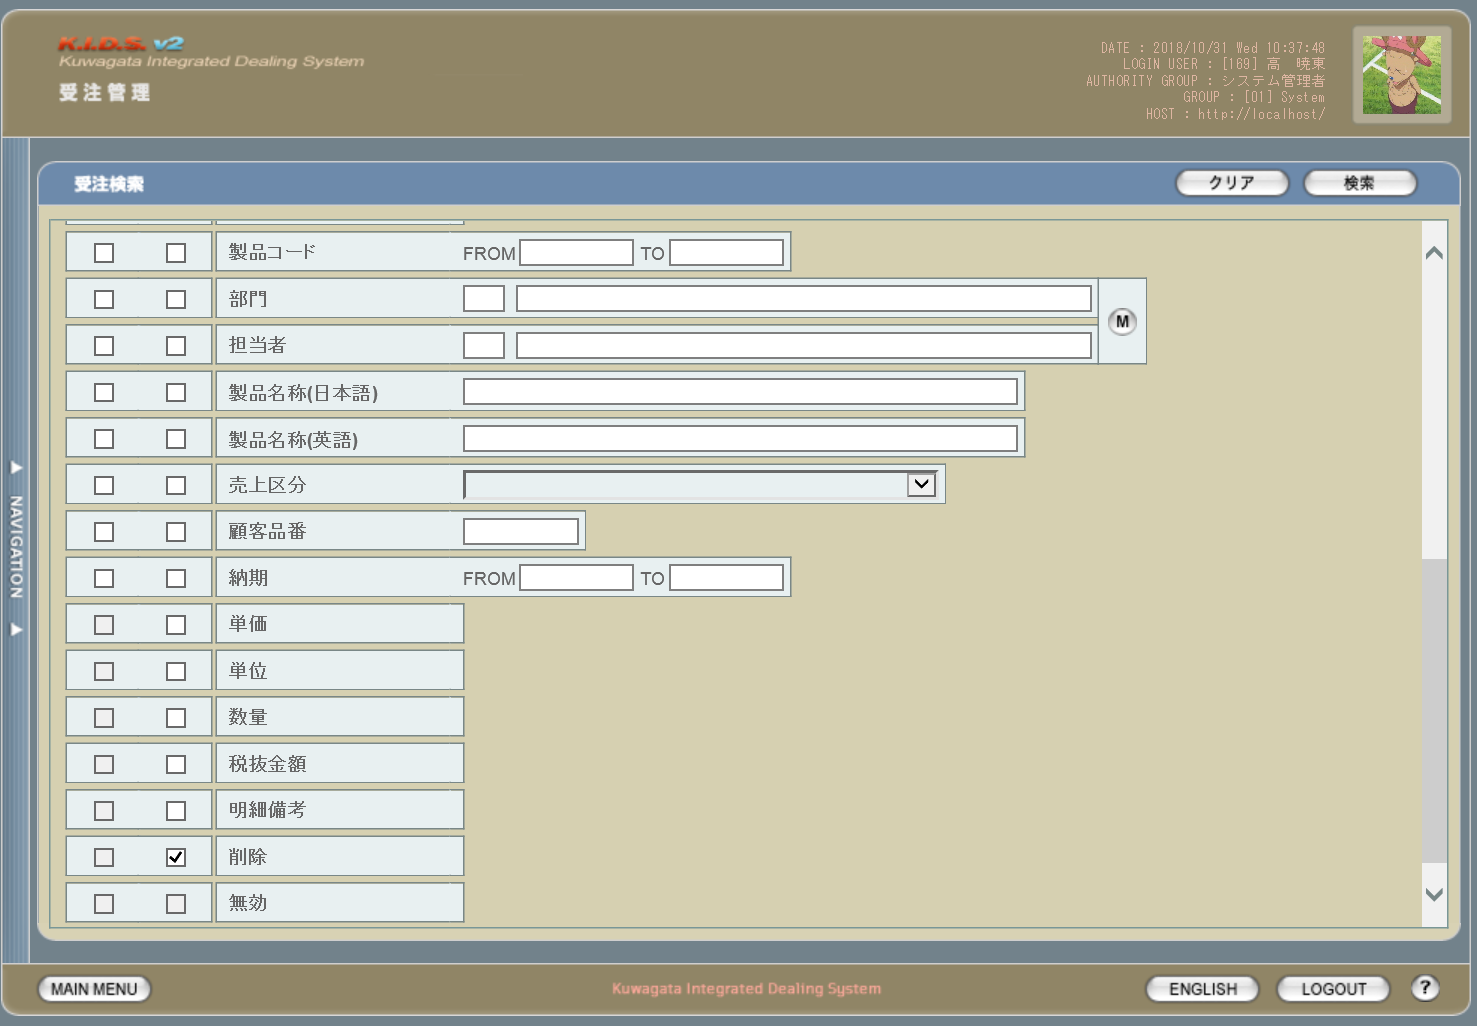 K.I.D.S. v2
Kuwagata Integrated Dealing System
受注管理
DATE : 2018/10/31 Wed 10:37:48
LOGIN USER : [169] 高　暁東
AUTHORITY GROUP : システム管理者
GROUP : [01] System
HOST : http://localhost/
受注検索
クリア
検索
製品コード FROM TO
部門
M
担当者
製品名称(日本語)
製品名称(英語)
売上区分
顧客品番
納期 FROM TO
単価
単位
数量
税抜金額
明細備考
削除
無効
NAVIGATION
MAIN MENU
Kuwagata Integrated Dealing System
ENGLISH
LOGOUT
?